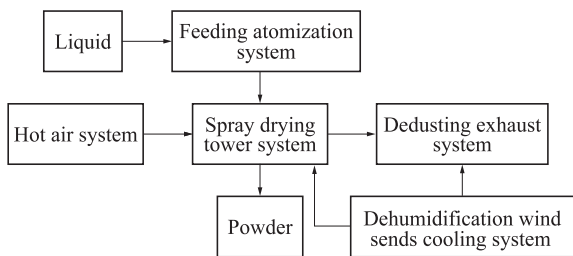 Liquid
Feeding atomization
system
Hot air system
Spray drying
tower system
Dedusting exhaust
system
Powder
Dehumidification wind
sends cooling system